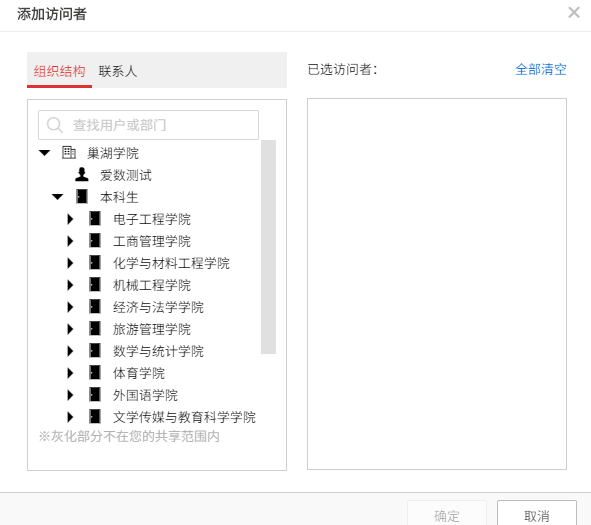 添加访问者
组织结构 联系人
已选访问者：
全部清空
查找用户或部门
巢湖学院
爱数测试
本科生
电子工程学院
工商管理学院
化学与材料工程学院
机械工程学院
经济与法学学院
旅游管理学院
数学与统计学院
体育学院
外国语学院
文学传媒与教育科学学院
※灰化部分不在您的共享范围内
确定 取消